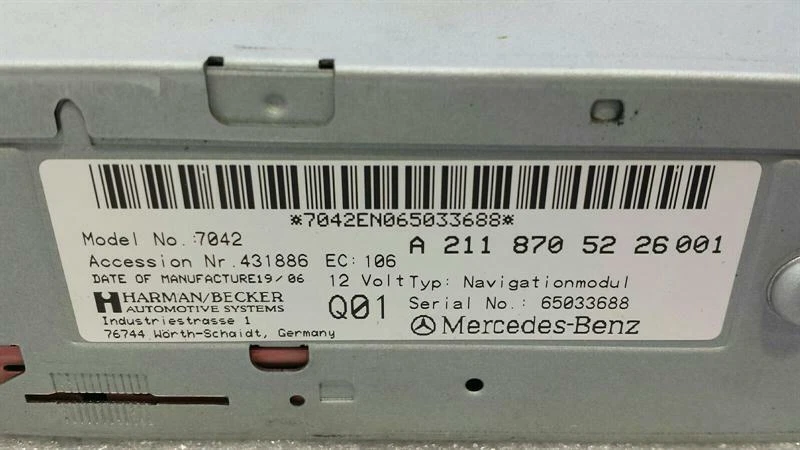 *7042EN065033688*
Model No.:7042
A 211 870 52 26 001
Accession Nr.431886 EC: 106
DATE OF MANUFACTURE19/06
12 Volt Typ: Navigationmodul
HARMAN/BECKER
AUTOMOTIVE SYSTEMS
Q01
Serial No.: 65033688
Industriestrasse 1
76744 Wörth-Schaidt, Germany
Mercedes-Benz